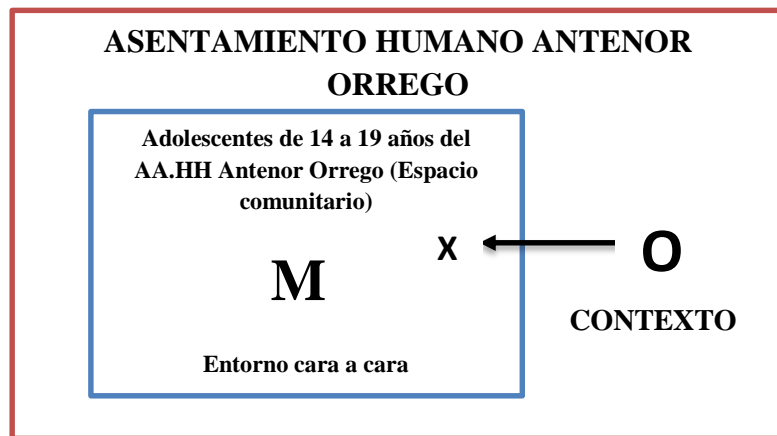 ASENTAMIENTO HUMANO ANTENOR
ORREGO
Adolescentes de 14 a 19 años del
AA.HH Antenor Orrego (Espacio
comunitario)
X
O
M
CONTEXTO
Entorno cara a cara